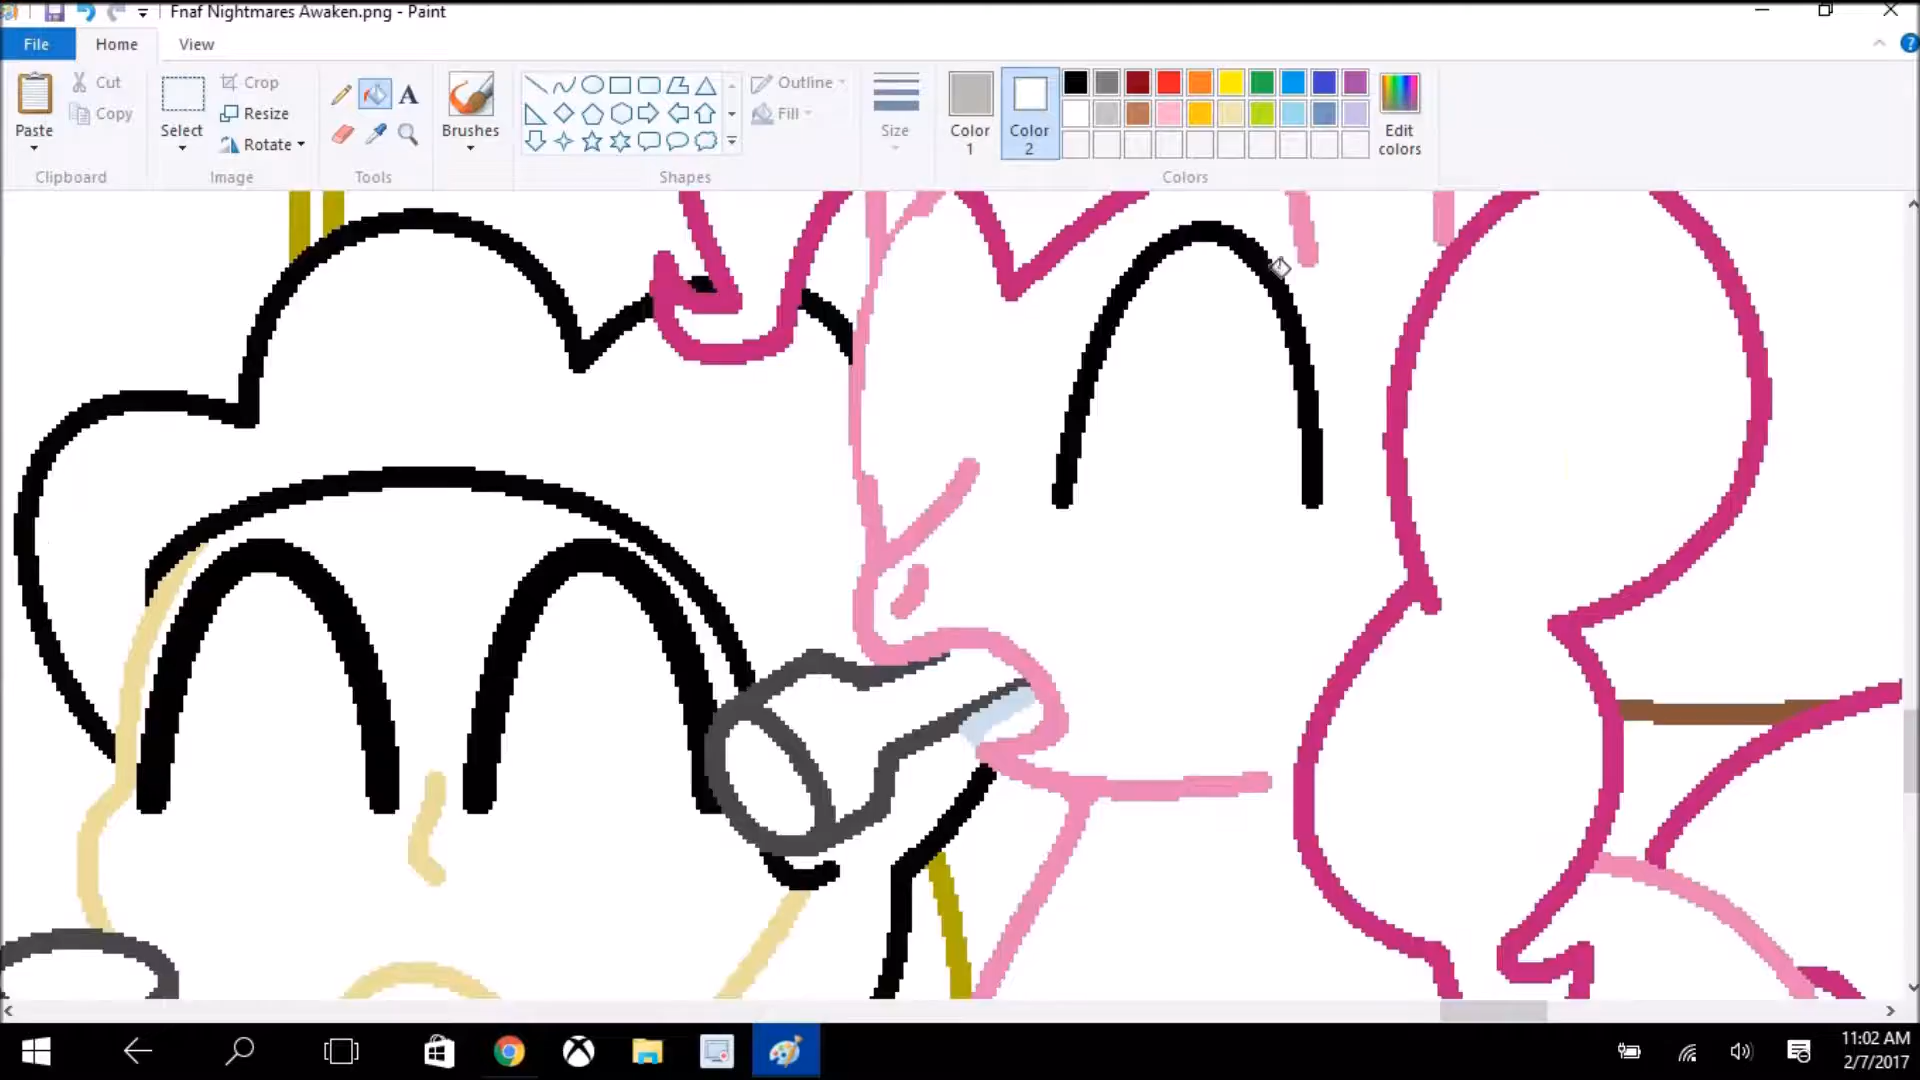 Fnaf Nightmares Awaken.png - Paint
File Home View
Paste
Cut
Copy
Clipboard
Select
Crop
Resize
Rotate
Image
A
Tools
Brushes
Outline
Fill
Shapes
Size
Color 1
Color 2
Edit colors
Colors
11:02 AM
2/7/2017